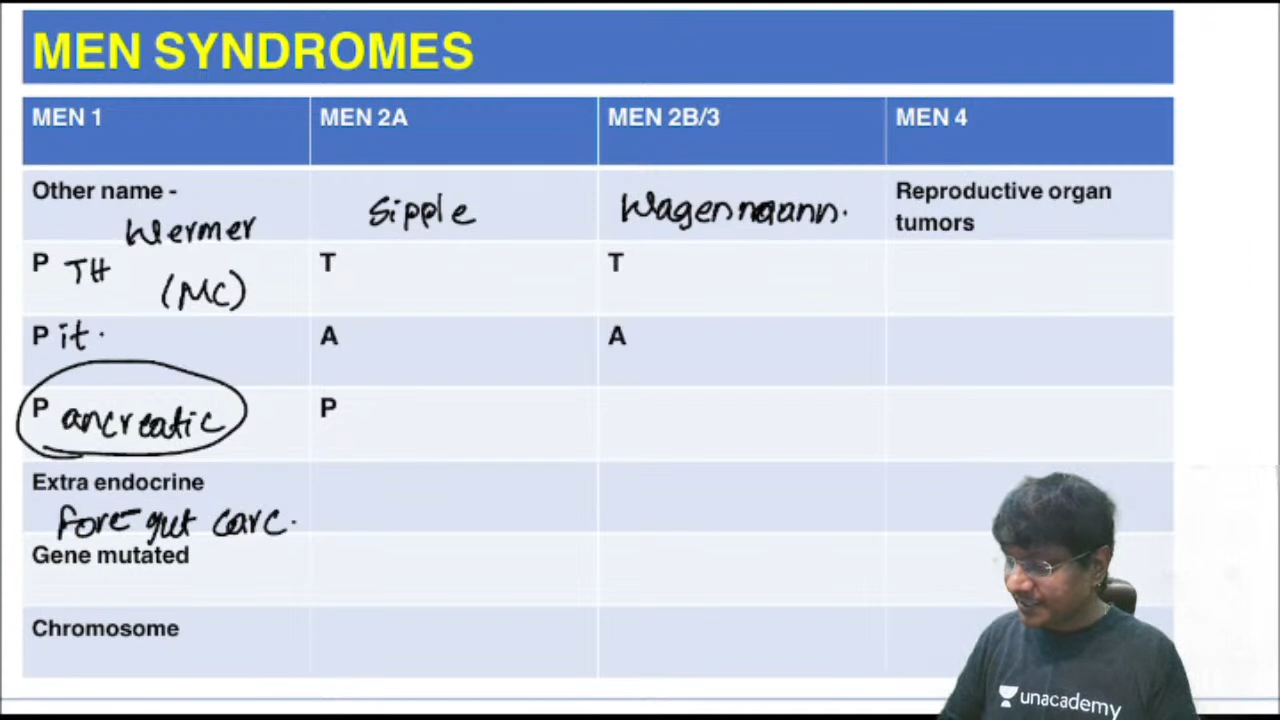 MEN SYNDROMES
MEN 1 MEN 2A MEN 2B/3 MEN 4
Other name - Wermer Sipple Wagenmaann. Reproductive organ
tumors
P TH (MC) T T
P it. A A
P ancreatic P
Extra endocrine
Fore-gut carc.
Gene mutated
Chromosome
unacademy